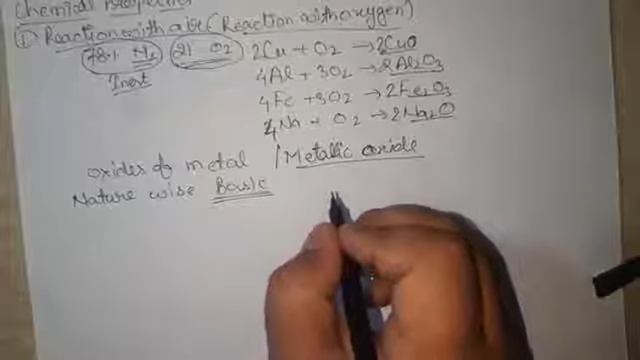 Chemical Properties
① Reaction with air (Reaction with oxygen)
78.1 N₂ 21 O₂ 2Cu + O₂ → 2CuO
Inert 4Al + 3O₂ → 2Al₂O₃
4Fe + 3O₂ → 2Fe₂O₃
4Na + O₂ → 2Na₂O
oxides of metal / Metallic oxide
Nature wise Basic